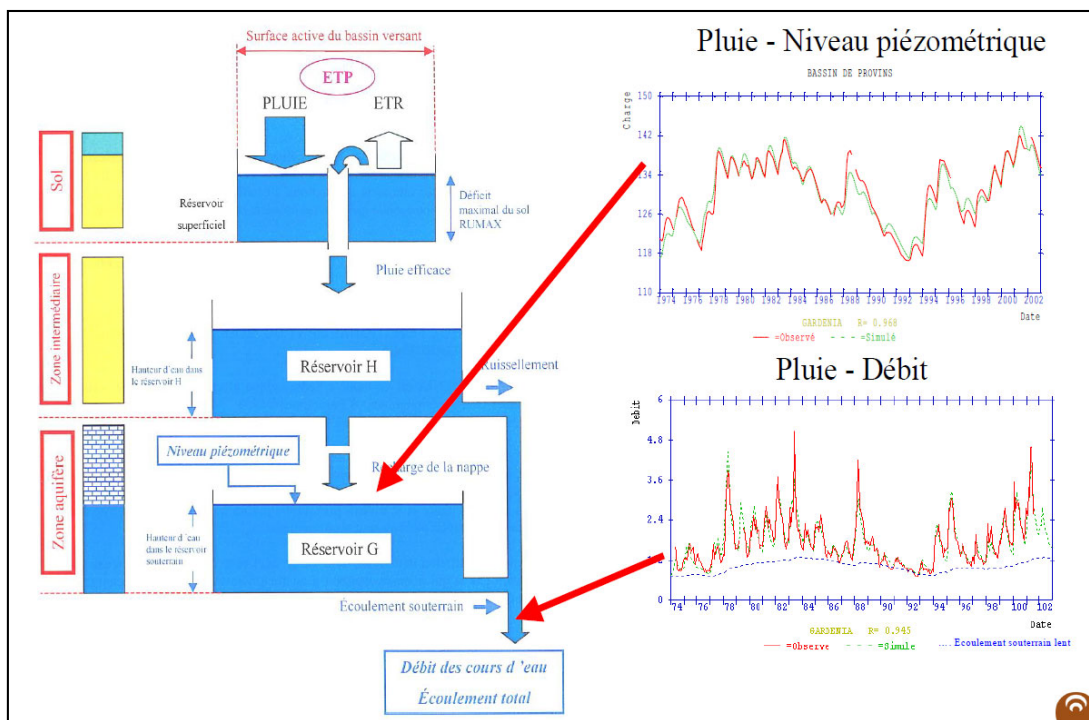 Surface active du bassin versant
ETP
PLUIE
ETR
Sol
Réservoir
superficiel
Déficit
maximal du sol
RUMAX
Pluie efficace
Zone intermédiaire
Hauteur d'eau dans
le réservoir H
Réservoir H
Ruissellement
Zone aquifère
Niveau piézométrique
Recharge de la nappe
Hauteur d'eau
dans le réservoir
souterrain
Réservoir G
Écoulement souterrain
Débit des cours d 'eau
Écoulement total
Pluie - Niveau piézométrique
BASSIN DE PROVINS
Charge
150
142
134
126
118
110
1974 1976 1978 1980 1982 1984 1986 1989 1990 1992 1994 1996 1998 2000 2002
Date
GARDENIA R= 0.968
=Observé =Simulé
Pluie - Débit
Débit
6
4.8
3.6
2.4
0
74 76 78 80 82 84 86 88 90 92 94 96 98 100 102
Date
GARDENIA R= 0.945
=Observé =Simulé Ecoulement souterrain lent